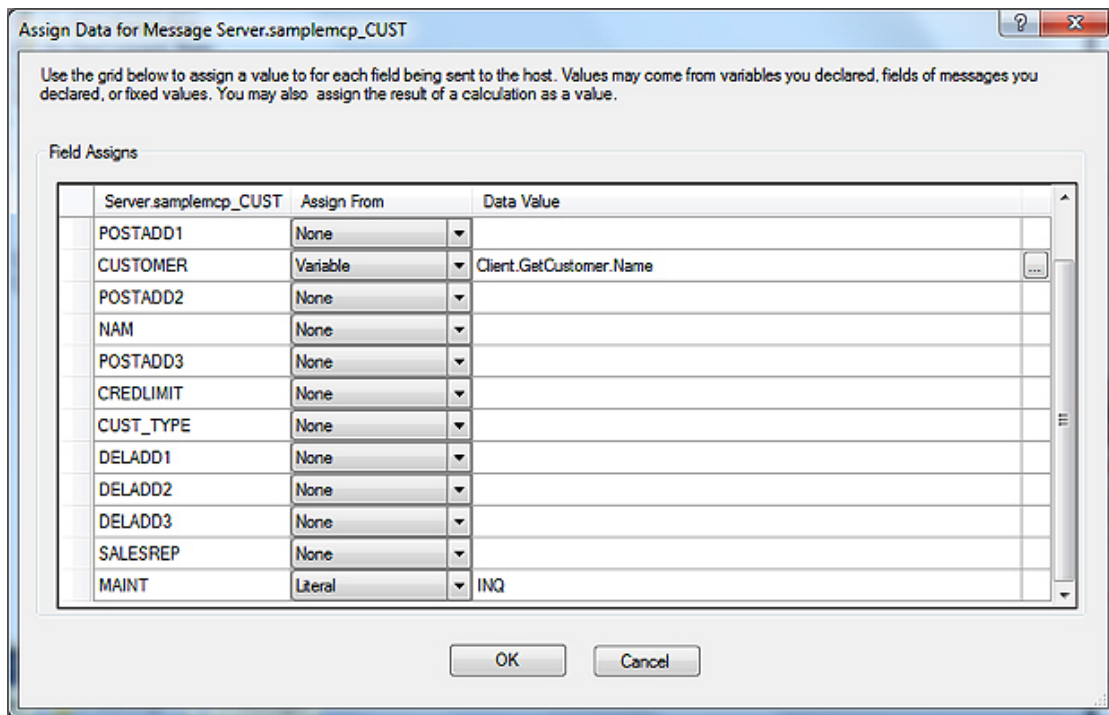 Assign Data for Message Server.samplemcp_CUST
Use the grid below to assign a value to for each field being sent to the host. Values may come from variables you declared, fields of messages you
declared, or fixed values. You may also assign the result of a calculation as a value.
Field Assigns
Server.samplemcp_CUST Assign From Data Value
POSTADD1 None
CUSTOMER Variable Client.GetCustomer.Name ...
POSTADD2 None
NAM None
POSTADD3 None
CREDLIMIT None
CUST_TYPE None
DELADD1 None
DELADD2 None
DELADD3 None
SALESREP None
MAINT Literal INQ
OK Cancel